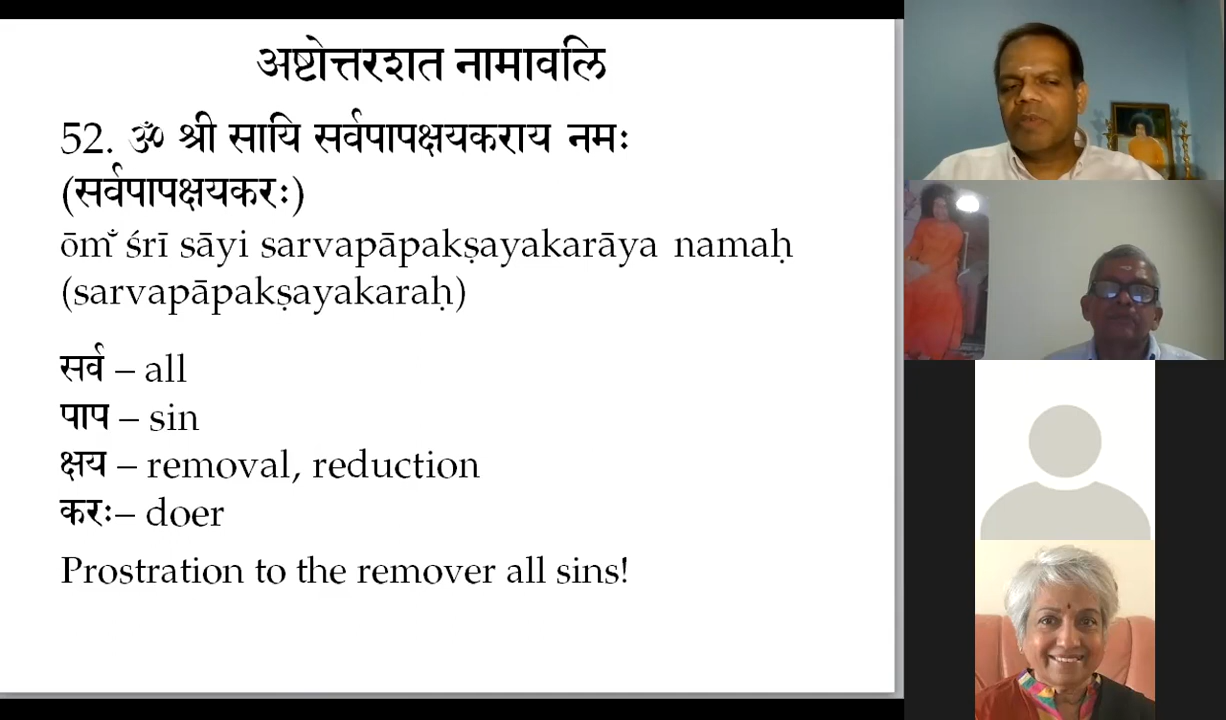 अष्टोत्तरशत नामावलि
52. ॐ श्री सायि सर्वपापक्षयकराय नमः
(सर्वपापक्षयकरः)
ōm̐ śrī sāyi sarvapāpakṣayakarāya namaḥ
(sarvapāpakṣayakaraḥ)
सर्व – all
पाप – sin
क्षय – removal, reduction
करः– doer
Prostration to the remover all sins!